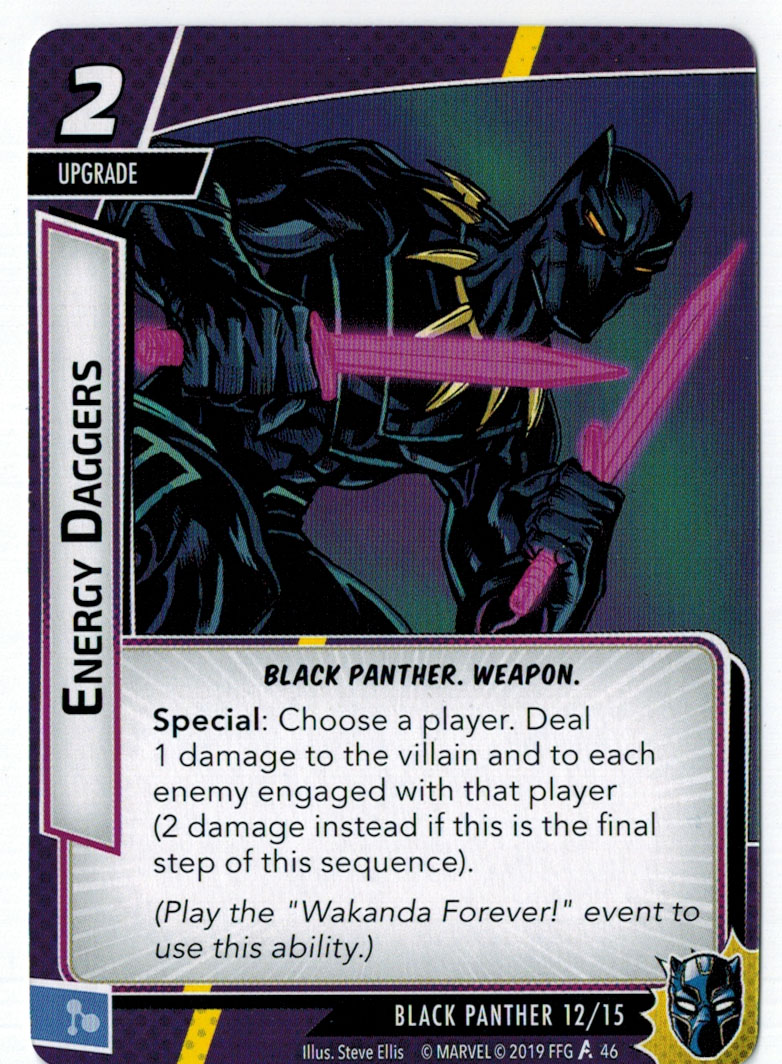 2
UPGRADE
ENERGY DAGGERS
BLACK PANTHER. WEAPON.
Special: Choose a player. Deal
1 damage to the villain and to each
enemy engaged with that player
(2 damage instead if this is the final
step of this sequence).
(Play the "Wakanda Forever!" event to
use this ability.)
BLACK PANTHER 12/15
Illus. Steve Ellis © MARVEL © 2019 FFG 46